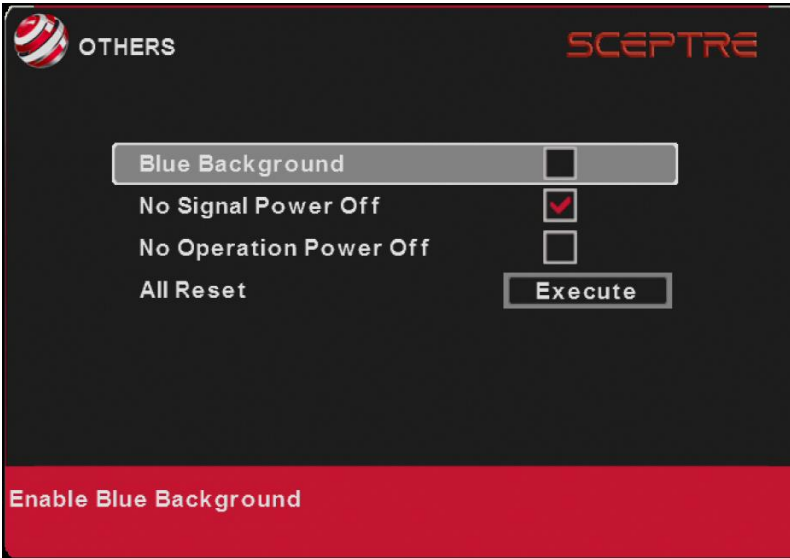 OTHERS
SCEPTRE
Blue Background
No Signal Power Off
No Operation Power Off
All Reset Execute
Enable Blue Background